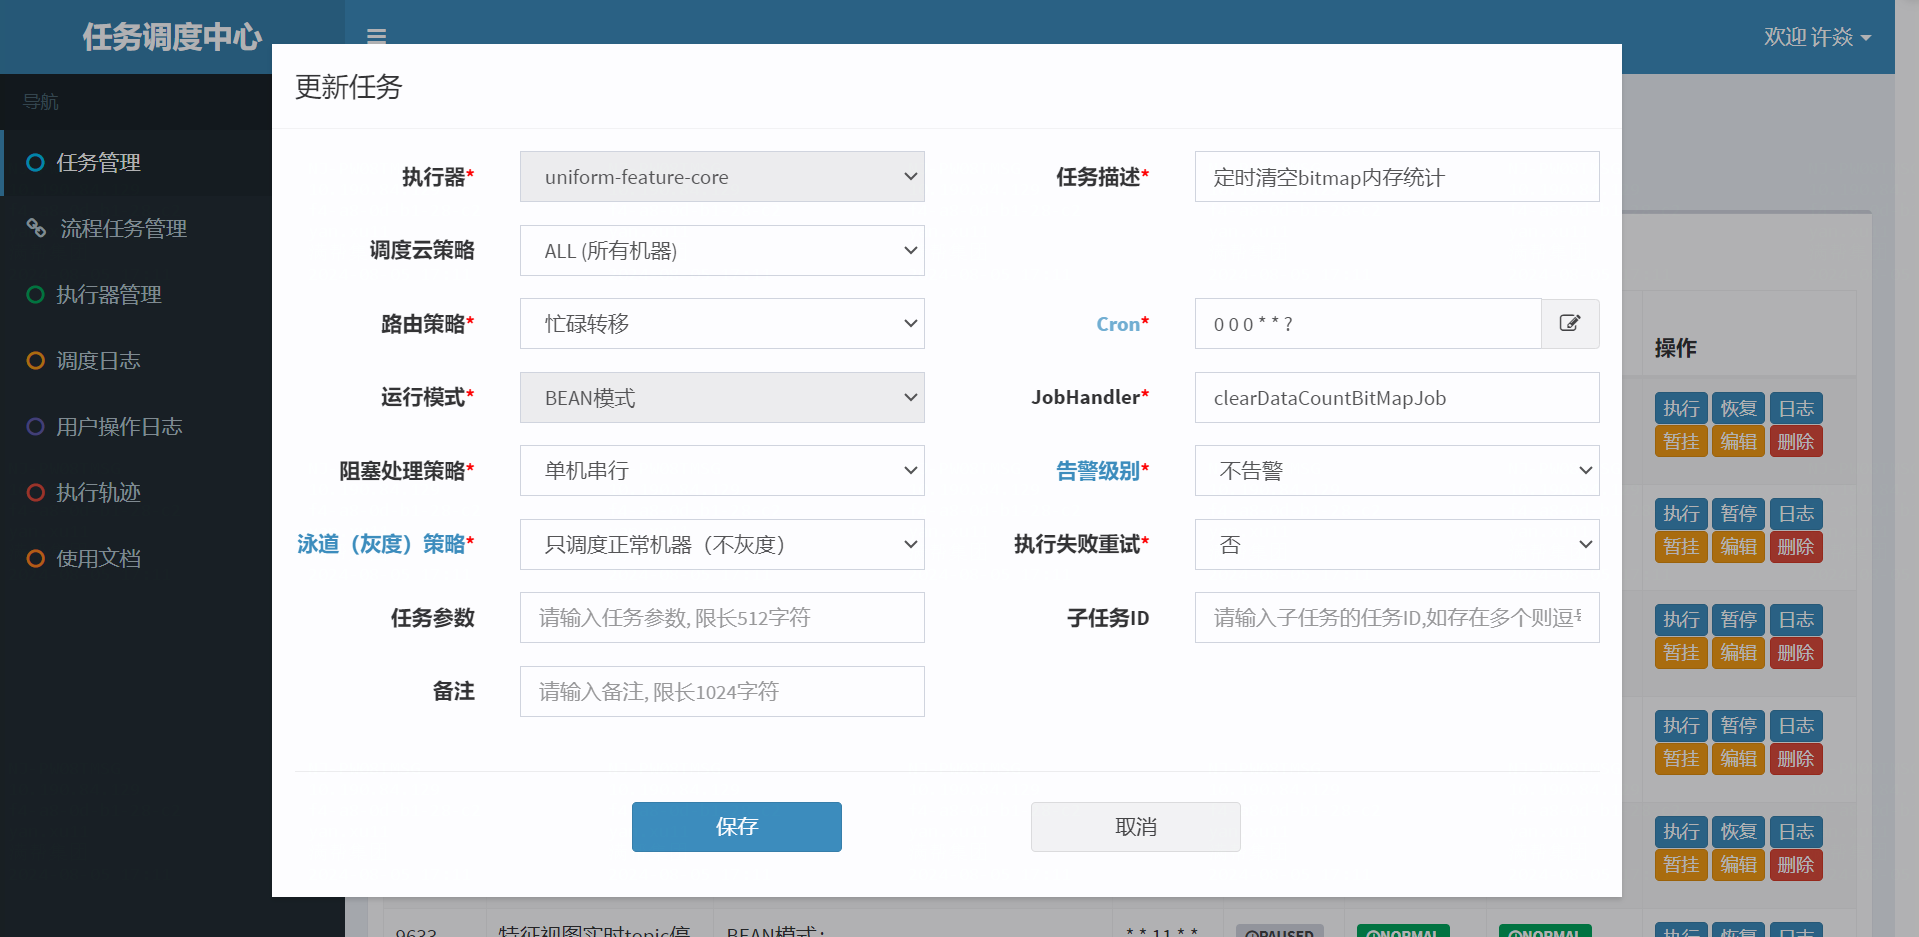 任务调度中心
欢迎 许焱
导航
任务管理
流程任务管理
执行器管理
调度日志
用户操作日志
执行轨迹
使用文档
更新任务
执行器*
uniform-feature-core
任务描述*
定时清空bitmap内存统计
调度云策略
ALL (所有机器)
路由策略*
忙碌转移
Cron*
0 0 0 * * ?
运行模式*
BEAN模式
JobHandler*
clearDataCountBitMapJob
阻塞处理策略*
单机串行
告警级别*
不告警
泳道（灰度）策略*
只调度正常机器（不灰度）
执行失败重试*
否
任务参数
请输入任务参数, 限长512字符
子任务ID
请输入子任务的任务ID,如存在多个则逗
备注
请输入备注, 限长1024字符
保存
取消
操作
执行 恢复 日志
暂挂 编辑 删除
执行 暂停 日志
暂挂 编辑 删除
执行 暂停 日志
暂挂 编辑 删除
执行 暂停 日志
暂挂 编辑 删除
执行 恢复 日志
暂挂 编辑 删除
9633 特征视图实时topic停 BEAN模式: * * 11 * * PAUSED NORMAL NORMAL 执行 恢复 日志